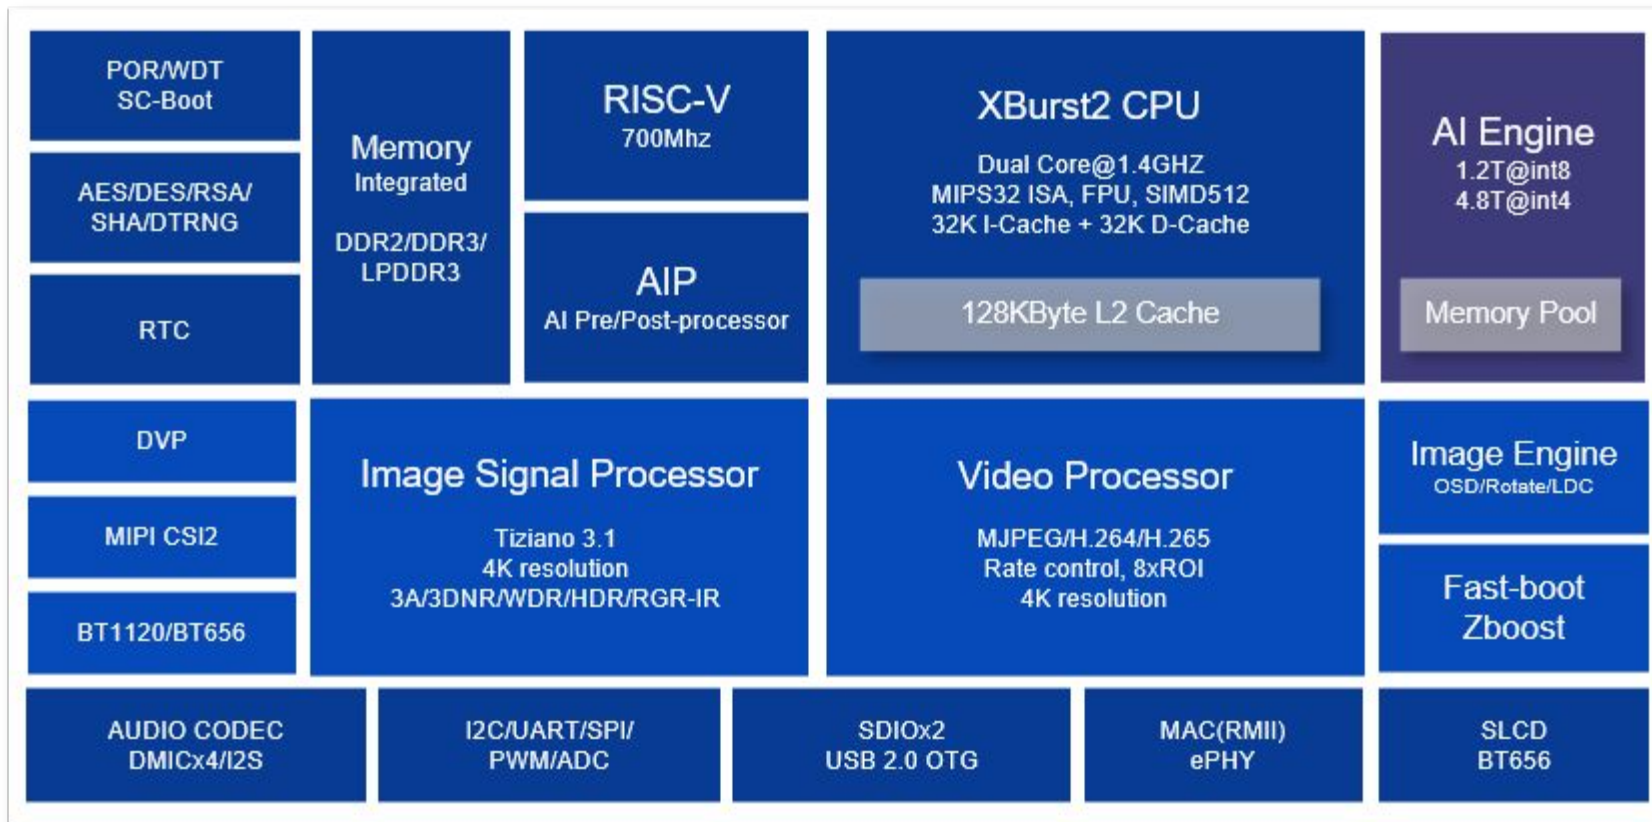 POR/WDT
SC-Boot
AES/DES/RSA/
SHA/DTRNG
RTC
Memory
Integrated
DDR2/DDR3/
LPDDR3
RISC-V
700Mhz
AIP
AI Pre/Post-processor
XBurst2 CPU
Dual Core@1.4GHZ
MIPS32 ISA, FPU, SIMD512
32K I-Cache + 32K D-Cache
128KByte L2 Cache
AI Engine
1.2T@int8
4.8T@int4
Memory Pool
DVP
MIPI CSI2
BT1120/BT656
Image Signal Processor
Tiziano 3.1
4K resolution
3A/3DNR/WDR/HDR/RGR-IR
Video Processor
MJPEG/H.264/H.265
Rate control, 8xROI
4K resolution
Image Engine
OSD/Rotate/LDC
Fast-boot
Zboost
AUDIO CODEC
DMICx4/I2S
I2C/UART/SPI/
PWM/ADC
SDIOx2
USB 2.0 OTG
MAC(RMII)
ePHY
SLCD
BT656